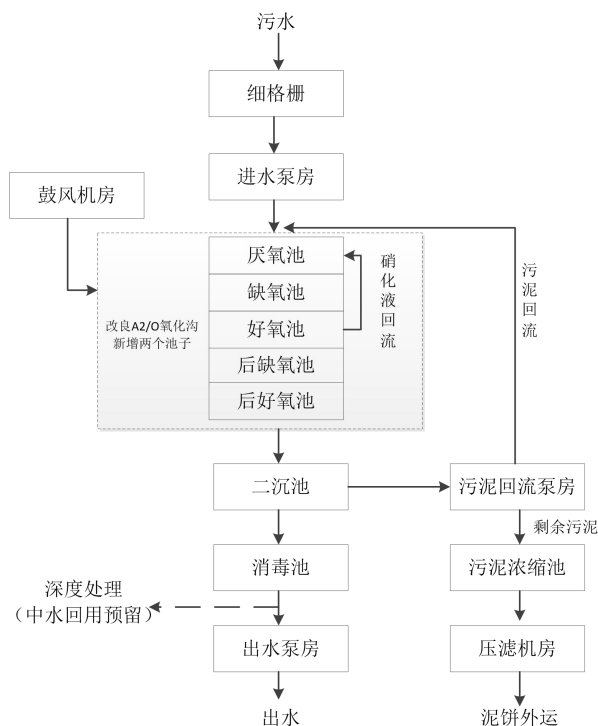 污水
细格栅
进水泵房
鼓风机房
厌氧池
缺氧池
好氧池
后缺氧池
后好氧池
改良A2/O氧化沟
新增两个池子
硝化液回流
污泥回流
二沉池
污泥回流泵房
剩余污泥
消毒池
污泥浓缩池
深度处理
（中水回用预留）
出水泵房
压滤机房
出水
泥饼外运